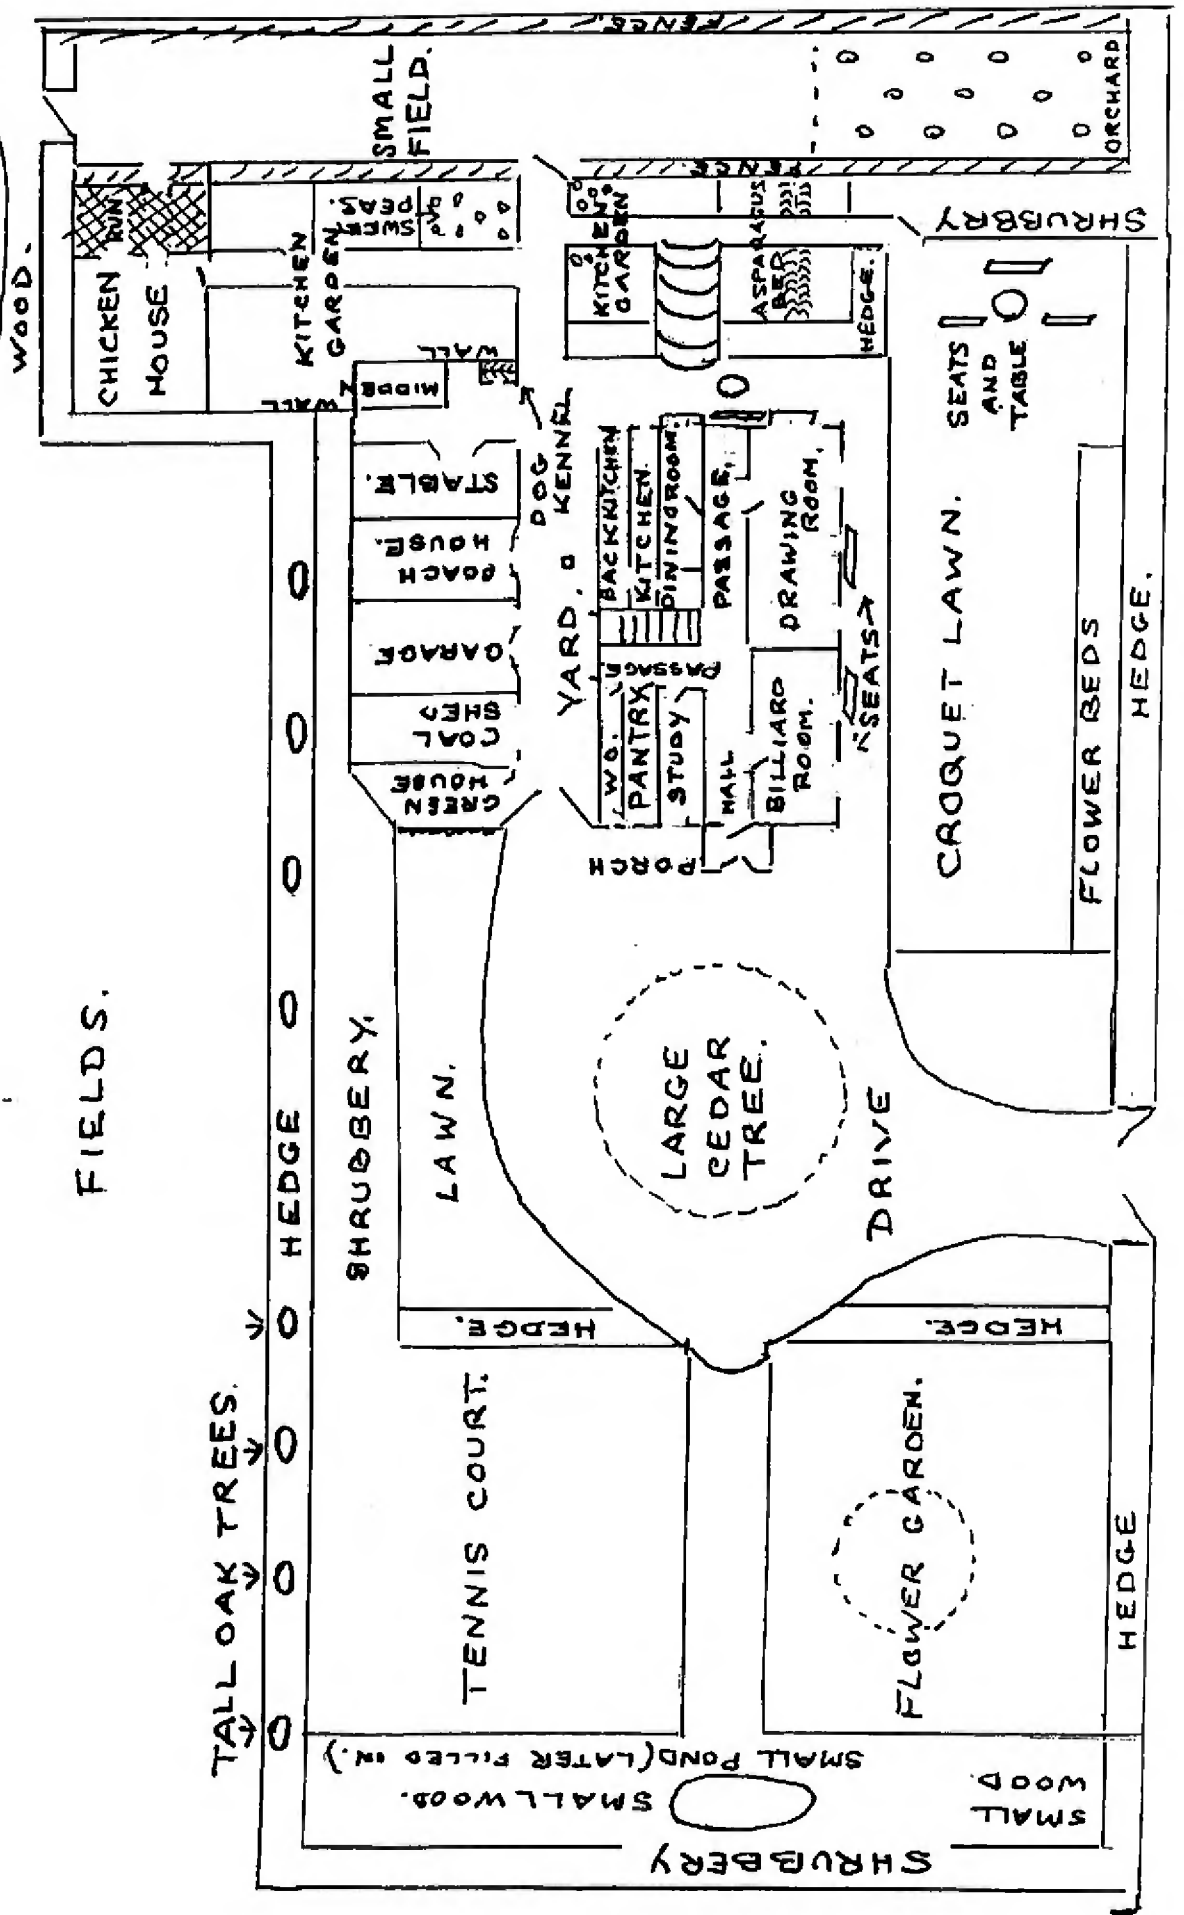 FENCE.
SMALL
FIELD.
ORCHARD
WOOD.
RUN
CHICKEN
HOUSE
SWEET
PEAS.
KITCHEN
GARDEN
FENCE.
KITCHEN
GARDEN
ASPARAGUS
BED
HEDGE.
SHRUBBERY
WALL
WALL
MIDDEN
DOG
KENNEL
STABLE.
COACH
HOUSE.
GARAGE
COAL
SHED
GREEN
HOUSE
YARD.
BACK KITCHEN
KITCHEN.
DININGROOM.
PASSAGE.
DRAWING
ROOM.
PASSAGE
WC.
PANTRY
STUDY
HALL
BILLIARD
ROOM.
PORCH
SEATS
SEATS
AND
TABLE
CROQUET LAWN.
FLOWER BEDS
HEDGE.
FIELDS.
HEDGE
SHRUBBERY.
LAWN.
LARGE
CEDAR
TREE.
DRIVE
HEDGE.
HEDGE.
TALL OAK TREES.
TENNIS COURT.
FLOWER GARDEN.
HEDGE
SMALL POND (LATER FILLED IN.)
SMALL WOOD.
SMALL
WOOD.
SHRUBBERY